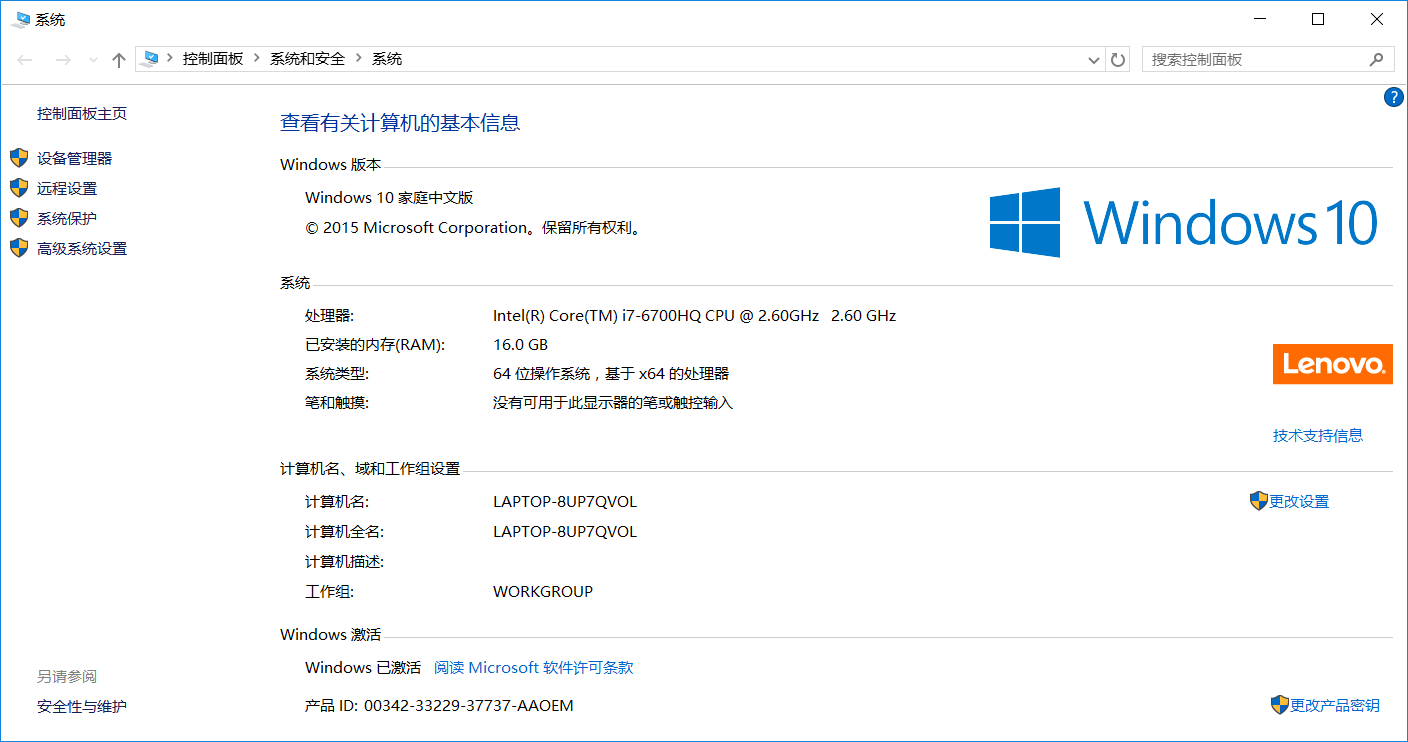 系统
控制面板 系统和安全 系统
搜索控制面板
?
控制面板主页
设备管理器
远程设置
系统保护
高级系统设置
另请参阅
安全性与维护
查看有关计算机的基本信息
Windows 版本
Windows 10 家庭中文版
© 2015 Microsoft Corporation。保留所有权利。
Windows 10
系统
处理器: Intel(R) Core(TM) i7-6700HQ CPU @ 2.60GHz 2.60 GHz
已安装的内存(RAM): 16.0 GB
系统类型: 64 位操作系统，基于 x64 的处理器
笔和触摸: 没有可用于此显示器的笔或触控输入
Lenovo.
技术支持信息
计算机名、域和工作组设置
计算机名: LAPTOP-8UP7QVOL 更改设置
计算机全名: LAPTOP-8UP7QVOL
计算机描述:
工作组: WORKGROUP
Windows 激活
Windows 已激活 阅读 Microsoft 软件许可条款
产品 ID: 00342-33229-37737-AAOEM 更改产品密钥